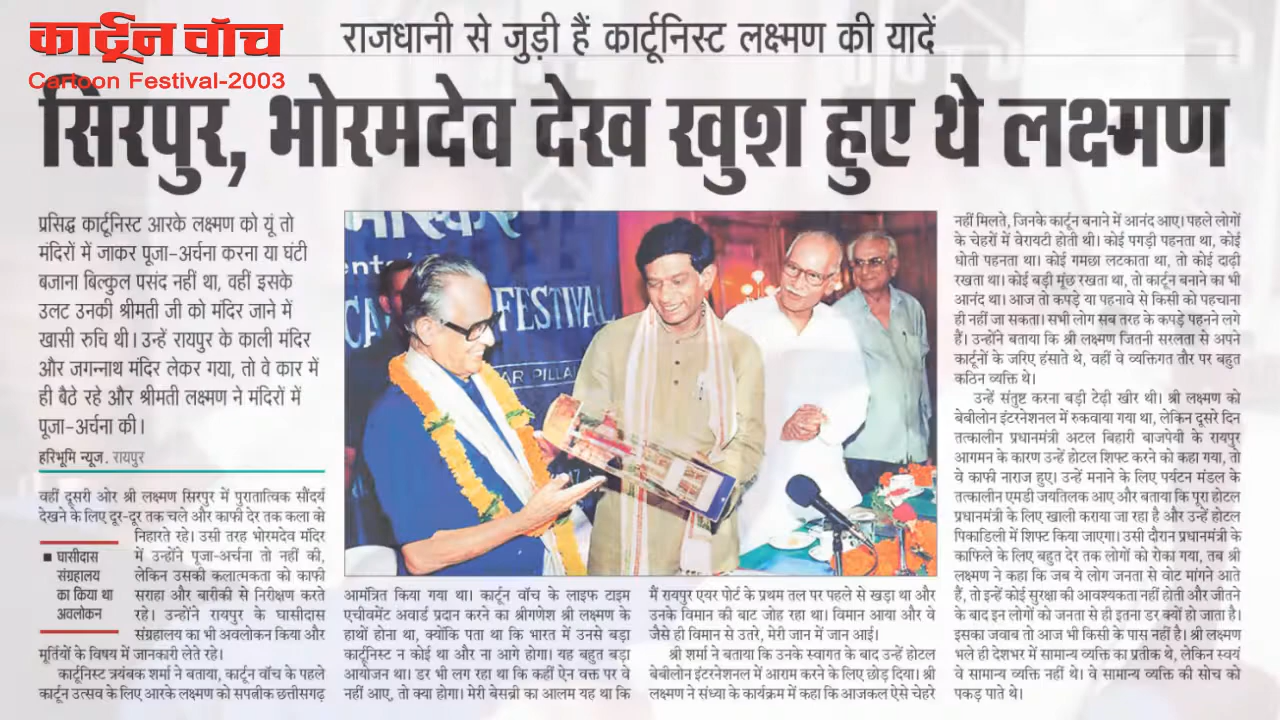 कार्टून वॉच
Cartoon Festival-2003
राजधानी से जुड़ी हैं कार्टूनिस्ट लक्ष्मण की यादें
सिरपुर, भोरमदेव देख खुश हुए थे लक्ष्मण
प्रसिद्ध कार्टूनिस्ट आरके लक्ष्मण को यूं तो
मंदिरों में जाकर पूजा-अर्चना करना या घंटी
बजाना बिल्कुल पसंद नहीं था, वहीं इसके
उलट उनकी श्रीमती जी को मंदिर जाने में
खासी रुचि थी। उन्हें रायपुर के काली मंदिर
और जगन्नाथ मंदिर लेकर गया, तो वे कार में
ही बैठे रहे और श्रीमती लक्ष्मण ने मंदिरों में
पूजा-अर्चना की।
हरिभूमि न्यूज. रायपुर
वहीं दूसरी ओर श्री लक्ष्मण सिरपुर में पुरातात्विक सौंदर्य
देखने के लिए दूर-दूर तक चले और काफी देर तक कला को
निहारते रहे। उसी तरह भोरमदेव मंदिर
में उन्होंने पूजा-अर्चना तो नहीं की,
लेकिन उसकी कलात्मकता को काफी
सराहा और बारीकी से निरीक्षण करते
रहे। उन्होंने रायपुर के घासीदास
संग्रहालय का भी अवलोकन किया और
मूर्तियों के विषय में जानकारी लेते रहे।
कार्टूनिस्ट त्रयंबक शर्मा ने बताया, कार्टून वॉच के पहले
कार्टून उत्सव के लिए आरके लक्ष्मण को सपत्नीक छत्तीसगढ़
■ घासीदास
संग्रहालय
का किया था
अवलोकन
भास्कर
FESTIVAL
AR PILLA
आमंत्रित किया गया था। कार्टून वॉच के लाइफ टाइम
एचीवमेंट अवार्ड प्रदान करने का श्रीगणेश श्री लक्ष्मण के
हाथों होना था, क्योंकि पता था कि भारत में उनसे बड़ा
कार्टूनिस्ट न कोई था और ना आगे होगा। यह बहुत बड़ा
आयोजन था। डर भी लग रहा था कि कहीं ऐन वक्त पर वे
नहीं आए, तो क्या होगा। मेरी बेसब्री का आलम यह था कि
मैं रायपुर एयर पोर्ट के प्रथम तल पर पहले से खड़ा था और
उनके विमान की बाट जोह रहा था। विमान आया और वे
जैसे ही विमान से उतरे, मेरी जान में जान आई।
श्री शर्मा ने बताया कि उनके स्वागत के बाद उन्हें होटल
बेबीलोन इंटरनेशनल में आराम करने के लिए छोड़ दिया। श्री
लक्ष्मण ने संध्या के कार्यक्रम में कहा कि आजकल ऐसे चेहरे
नहीं मिलते, जिनके कार्टून बनाने में आनंद आए। पहले लोगों
के चेहरों में वेरायटी होती थी। कोई पगड़ी पहनता था, कोई
धोती पहनता था। कोई गमछा लटकाता था, तो कोई दाढ़ी
रखता था। कोई बड़ी मूंछ रखता था, तो कार्टून बनाने का भी
आनंद था। आज तो कपड़े या पहनावे से किसी को पहचाना
ही नहीं जा सकता। सभी लोग सब तरह के कपड़े पहनने लगे
हैं। उन्होंने बताया कि श्री लक्ष्मण जितनी सरलता से अपने
कार्टूनों के जरिए हंसाते थे, वहीं वे व्यक्तिगत तौर पर बहुत
कठिन व्यक्ति थे।
उन्हें संतुष्ट करना बड़ी टेढ़ी खीर थी। श्री लक्ष्मण को
बेबीलोन इंटरनेशनल में रुकवाया गया था, लेकिन दूसरे दिन
तत्कालीन प्रधानमंत्री अटल बिहारी बाजपेयी के रायपुर
आगमन के कारण उन्हें होटल शिफ्ट करने को कहा गया, तो
वे काफी नाराज हुए। उन्हें मनाने के लिए पर्यटन मंडल के
तत्कालीन एमडी जयतिलक आए और बताया कि पूरा होटल
प्रधानमंत्री के लिए खाली कराया जा रहा है और उन्हें होटल
पिकाडिली में शिफ्ट किया जाएगा। उसी दौरान प्रधानमंत्री के
काफिले के लिए बहुत देर तक लोगों को रोका गया, तब श्री
लक्ष्मण ने कहा कि जब ये लोग जनता से वोट मांगने आते
हैं, तो इन्हें कोई सुरक्षा की आवश्यकता नहीं होती और जीतने
के बाद इन लोगों को जनता से ही इतना डर क्यों हो जाता है।
इसका जवाब तो आज भी किसी के पास नहीं है। श्री लक्ष्मण
भले ही देशभर में सामान्य व्यक्ति का प्रतीक थे, लेकिन स्वयं
वे सामान्य व्यक्ति नहीं थे। वे सामान्य व्यक्ति की सोच को
पकड़ पाते थे।